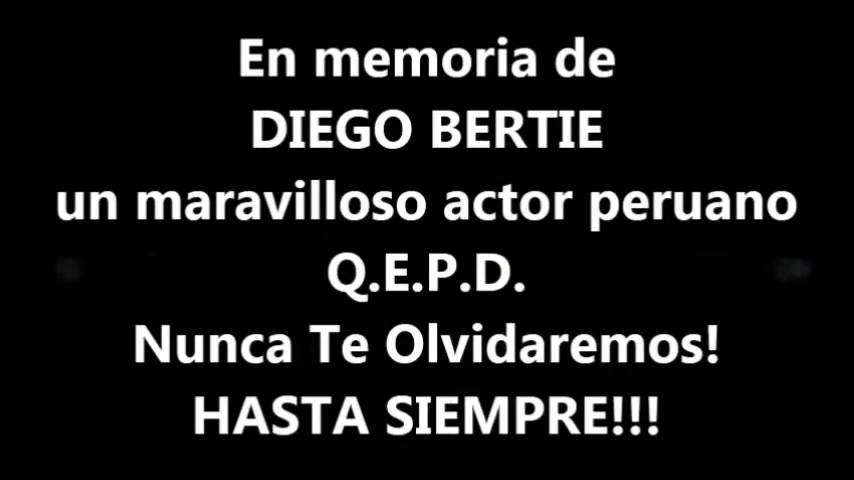 En memoria de
DIEGO BERTIE
un maravilloso actor peruano
Q.E.P.D.
Nunca Te Olvidaremos!
HASTA SIEMPRE!!!